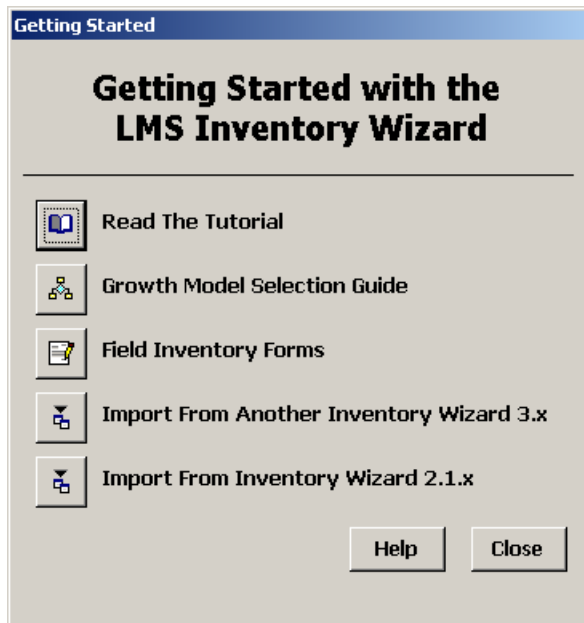 Getting Started
Getting Started with the
LMS Inventory Wizard
Read The Tutorial
Growth Model Selection Guide
Field Inventory Forms
Import From Another Inventory Wizard 3.x
Import From Inventory Wizard 2.1.x
Help
Close